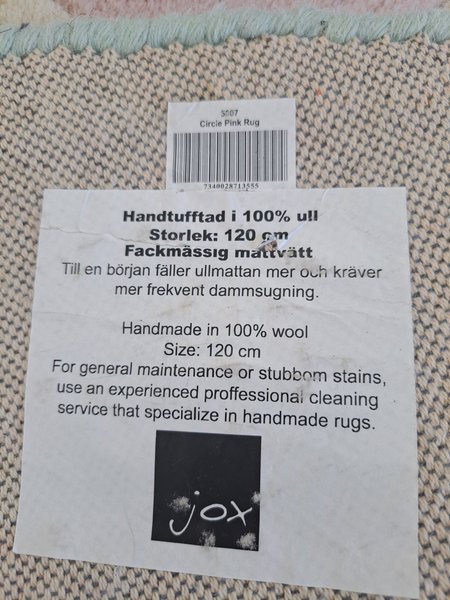 S007
Circle Pink Rug
7340028713555
Handtufftad i 100% ull
Storlek: 120 cm
Fackmässig mattvätt
Till en början fäller ullmattan mer och kräver
mer frekvent dammsugning.
Handmade in 100% wool
Size: 120 cm
For general maintenance or stubbom stains,
use an experienced proffessional cleaning
service that specialize in handmade rugs.
jox